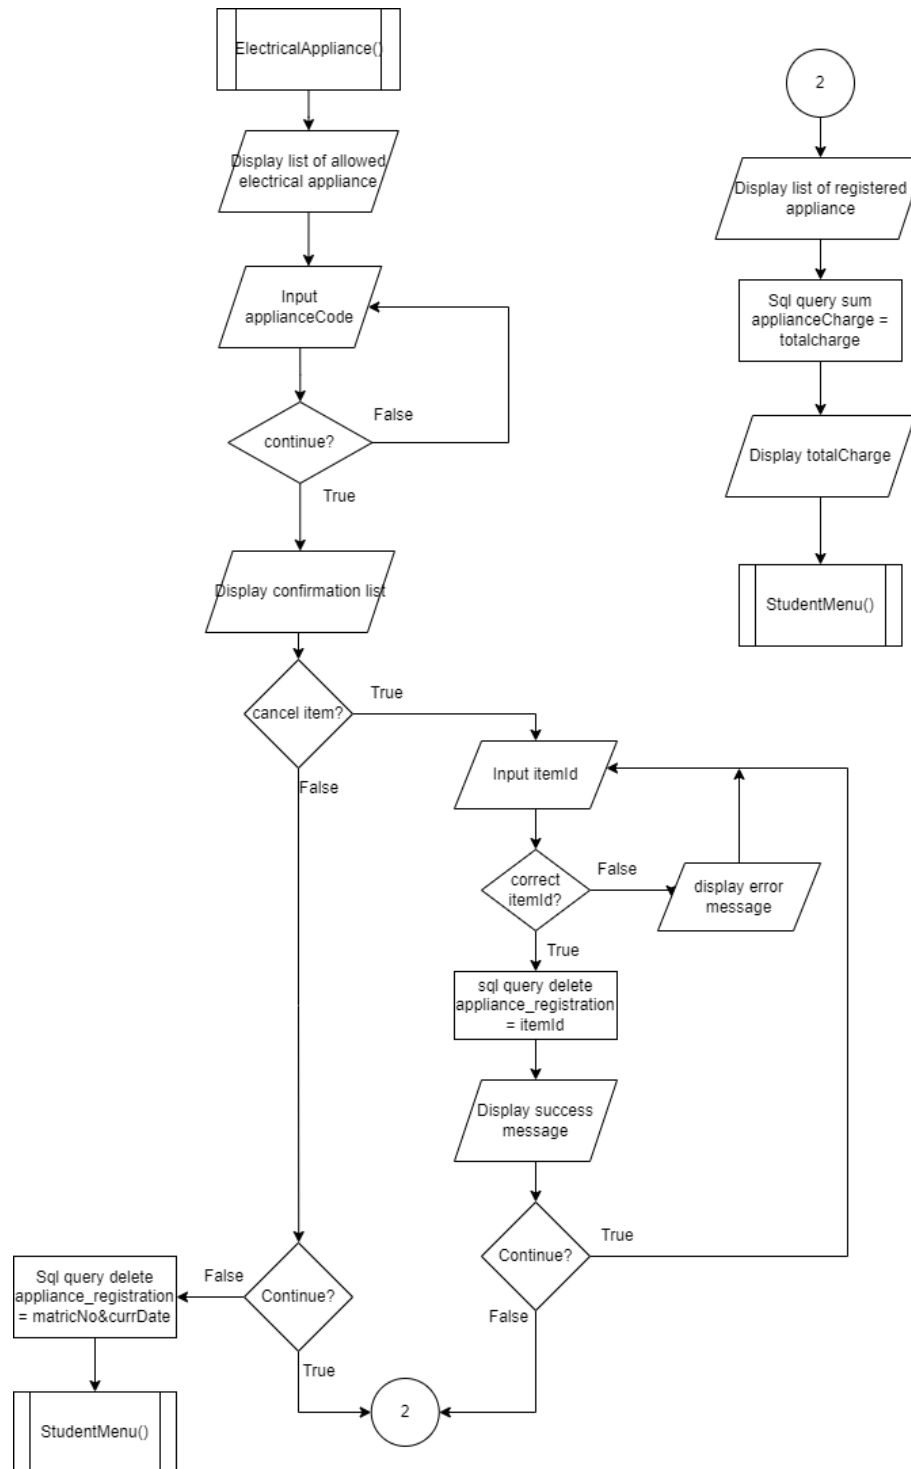 ElectricalAppliance()
Display list of allowed
electrical appliance
Input
applianceCode
False
continue?
True
Display confirmation list
cancel item?
True
False
Input itemId
correct
itemId?
False
display error
message
True
sql query delete
appliance_registration
= itemId
Display success
message
Continue?
True
False
Continue?
False
Sql query delete
appliance_registration
= matricNo&currDate
StudentMenu()
True
2
2
Display list of registered
appliance
Sql query sum
applianceCharge =
totalcharge
Display totalCharge
StudentMenu()